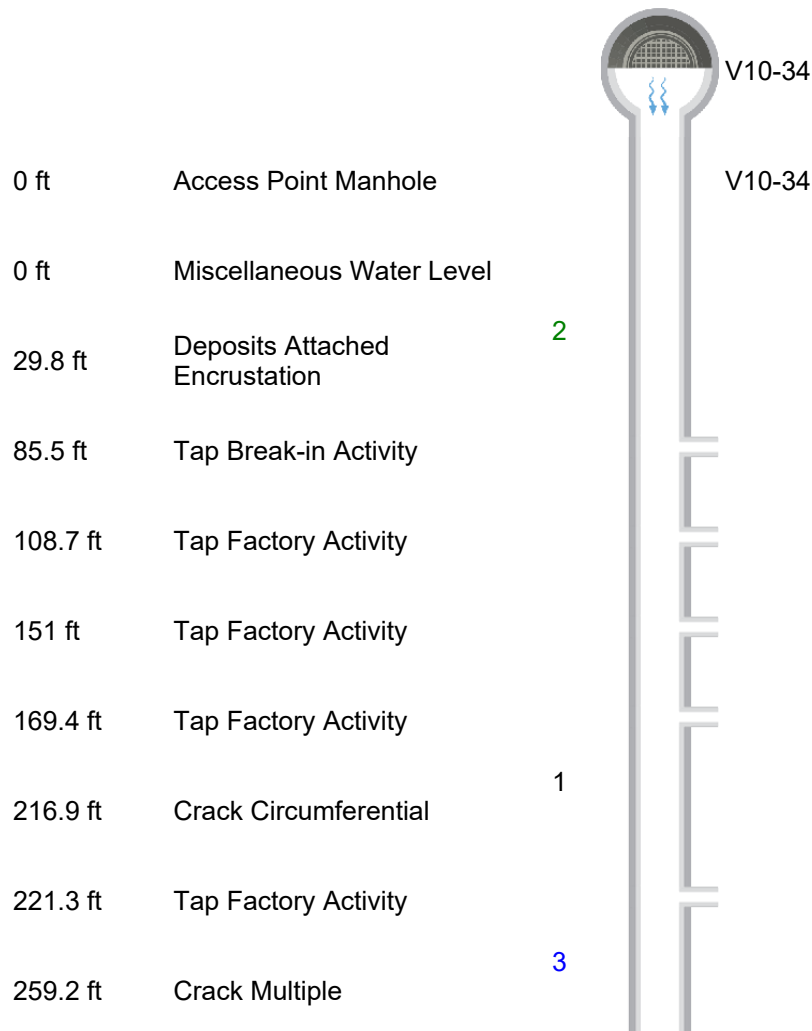 V10-34
0 ft Access Point Manhole V10-34
0 ft Miscellaneous Water Level
2
29.8 ft Deposits Attached
Encrustation
85.5 ft Tap Break-in Activity
108.7 ft Tap Factory Activity
151 ft Tap Factory Activity
169.4 ft Tap Factory Activity
1
216.9 ft Crack Circumferential
221.3 ft Tap Factory Activity
3
259.2 ft Crack Multiple